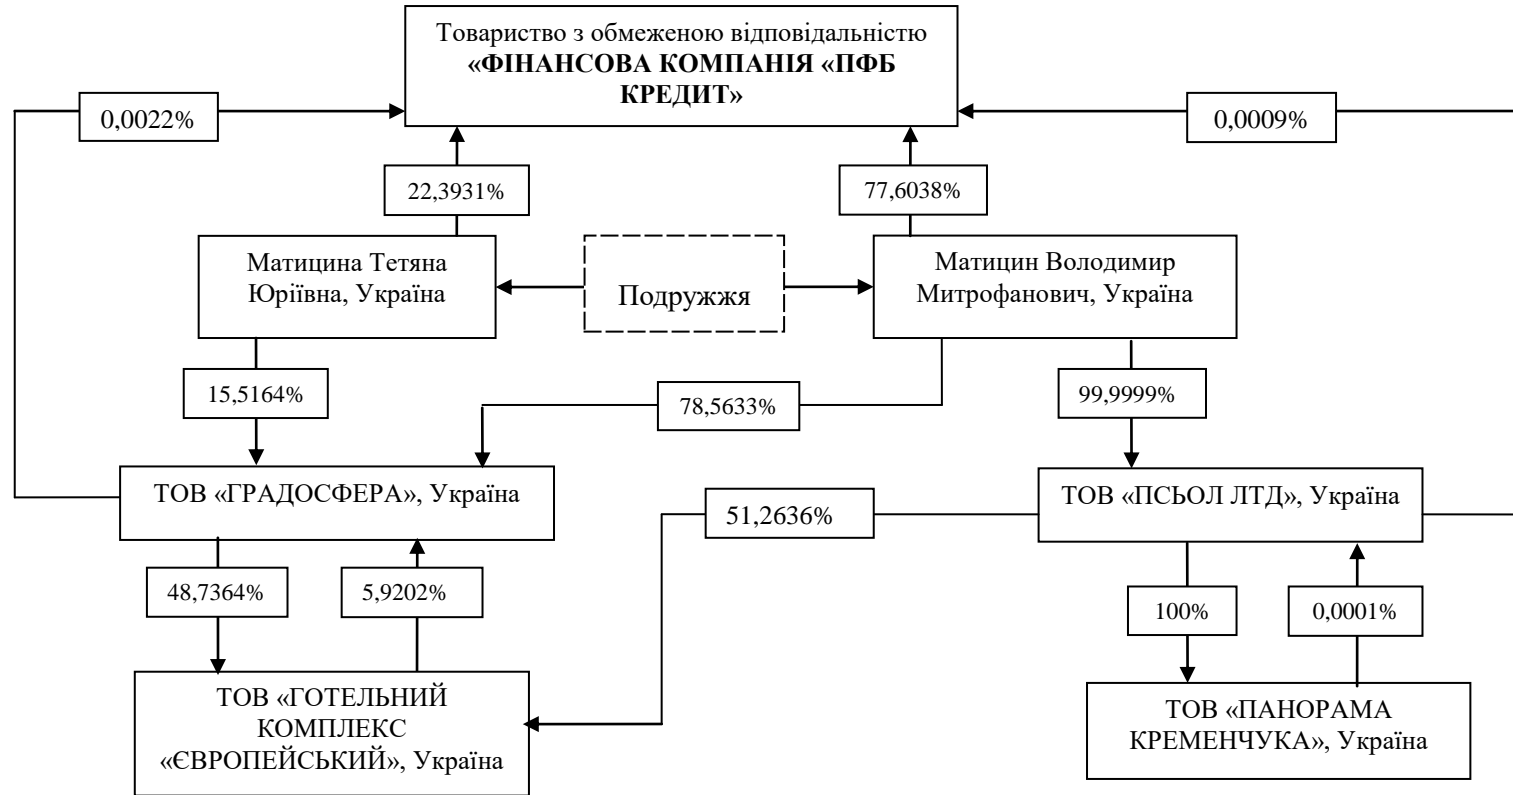 Товариство з обмеженою відповідальністю
«ФІНАНСОВА КОМПАНІЯ «ПФБ
КРЕДИТ»
0,0022%
0,0009%
22,3931%
77,6038%
Матицина Тетяна
Юріївна, Україна
Подружжя
Матицин Володимир
Митрофанович, Україна
15,5164%
78,5633%
99,9999%
ТОВ «ГРАДОСФЕРА», Україна
51,2636%
ТОВ «ПСЬОЛ ЛТД», Україна
48,7364%
5,9202%
100%
0,0001%
ТОВ «ГОТЕЛЬНИЙ
КОМПЛЕКС
«ЄВРОПЕЙСЬКИЙ», Україна
ТОВ «ПАНОРАМА
КРЕМЕНЧУКА», Україна